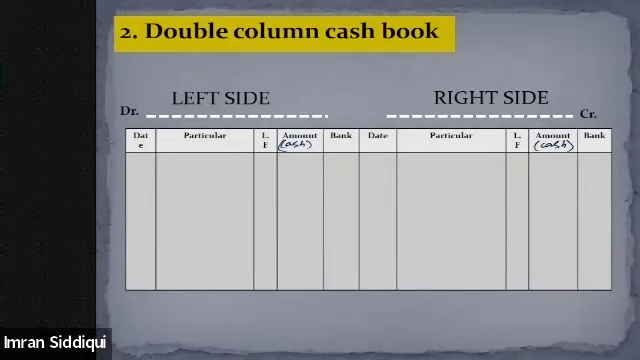 2. Double column cash book
LEFT SIDE
RIGHT SIDE
Dr.
Cr.
Dat
e
Particular
L.
F
Amount
(cash)
Bank
Date
Particular
L.
F
Amount
(cash)
Bank
Imran Siddiqui